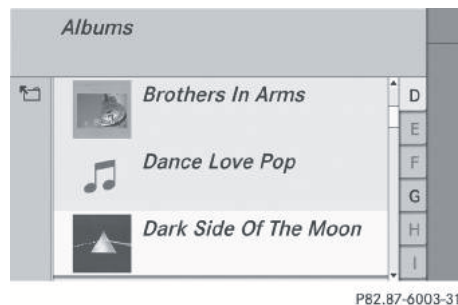 Albums
Brothers In Arms
Dance Love Pop
Dark Side Of The Moon
D
E
F
G
H
I
P82.87-6003-31